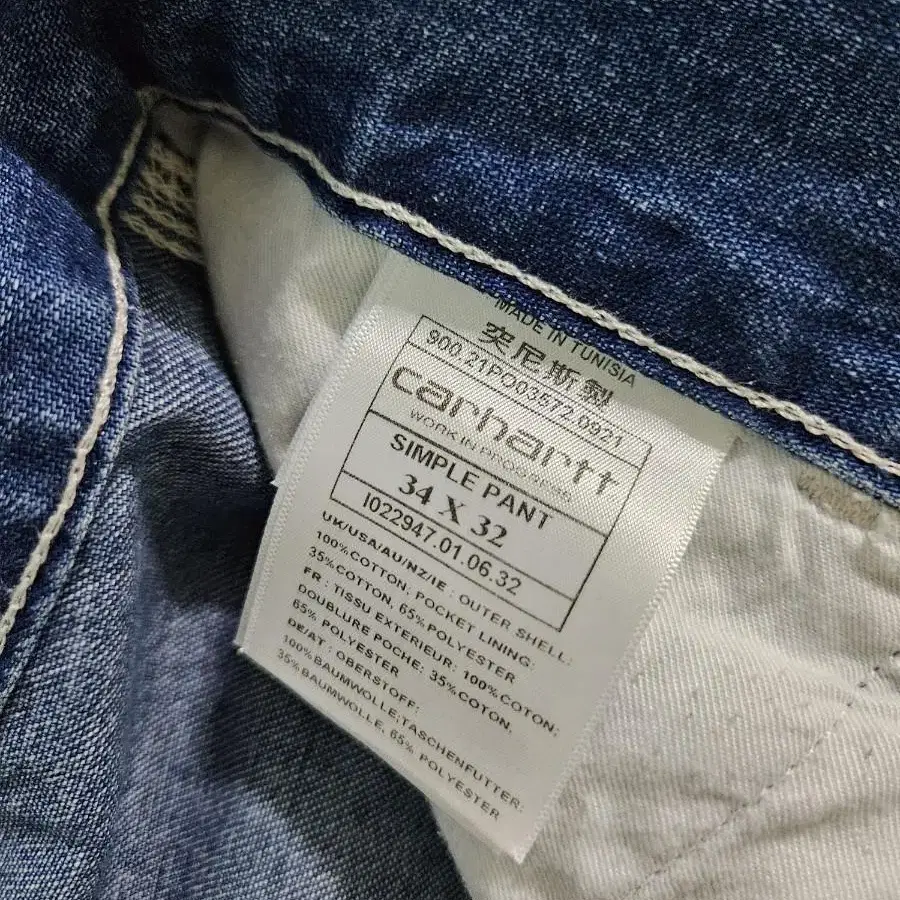 MADE IN TUNISIA
突尼斯製
900.21PO03572.0921
carhartt
WORK IN PROGRESS
SIMPLE PANT
34 X 32
I022947.01.06.32
UK/USA/AU/NZ/IE : OUTER SHELL:
100%COTTON; POCKET LINING:
35%COTTON, 65%POLYESTER
FR : TISSU EXTERIEUR: 100%COTON;
DOUBLURE POCHE: 35%COTON,
65% POLYESTER
DE/AT : OBERSTOFF:
100%BAUMWOLLE;TASCHENFUTTER:
35%BAUMWOLLE, 65% POLYESTER